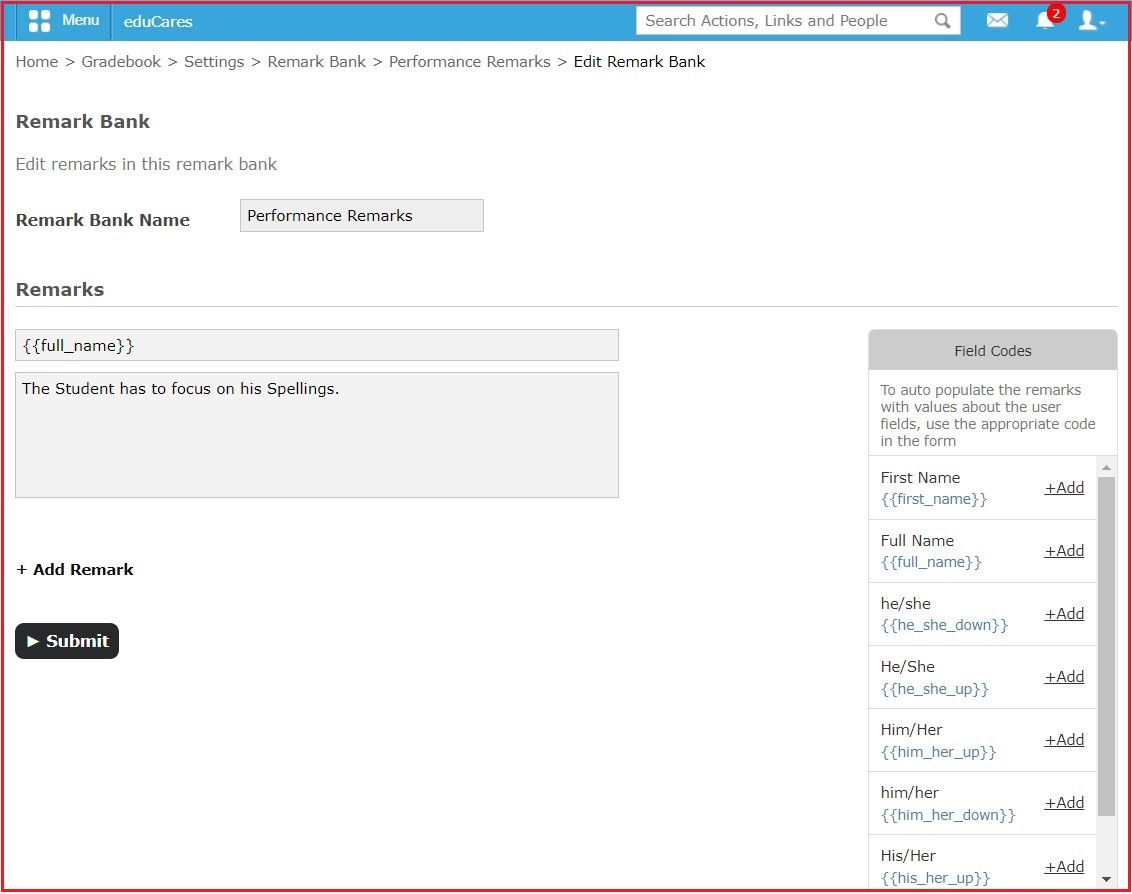 Menu
eduCares
Search Actions, Links and People
2
Home > Gradebook > Settings > Remark Bank > Performance Remarks > Edit Remark Bank
Remark Bank
Edit remarks in this remark bank
Remark Bank Name
Performance Remarks
Remarks
{{full_name}}
The Student has to focus on his Spellings.
+ Add Remark
► Submit
Field Codes
To auto populate the remarks
with values about the user
fields, use the appropriate code
in the form
First Name
{{first_name}}
+Add
Full Name
{{full_name}}
+Add
he/she
{{he_she_down}}
+Add
He/She
{{he_she_up}}
+Add
Him/Her
{{him_her_up}}
+Add
him/her
{{him_her_down}}
+Add
His/Her
{{his_her_up}}
+Add